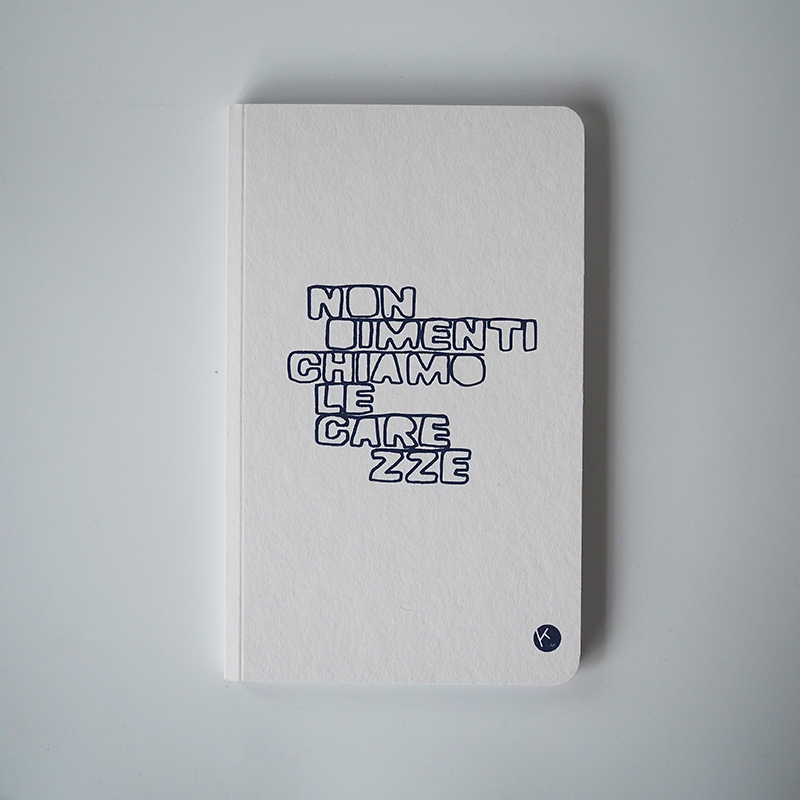 NON
DIMENTI
CHIAMO
LE
CARE
ZZE
K